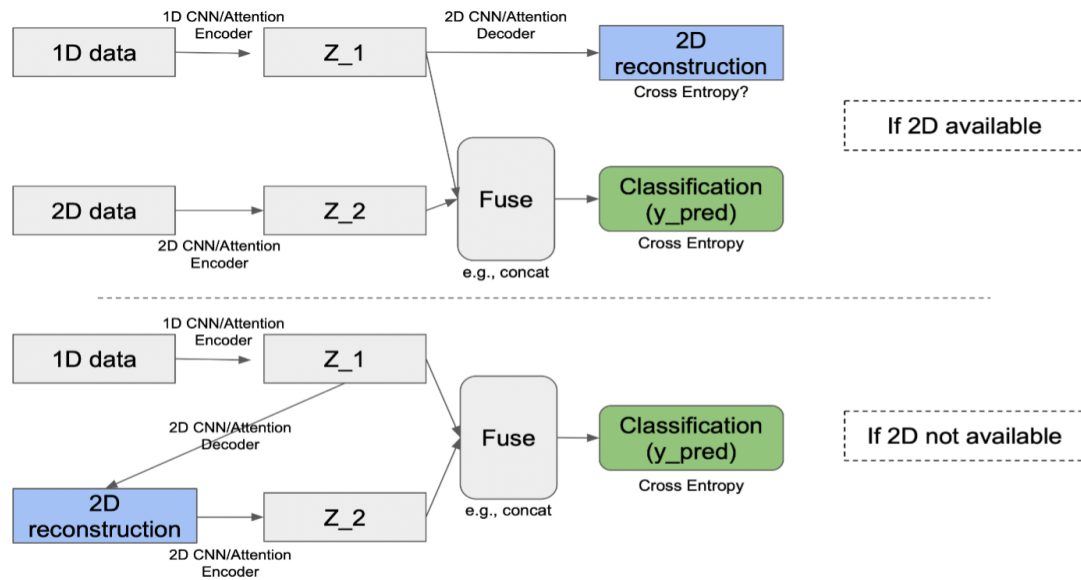 1D CNN/Attention
Encoder
2D CNN/Attention
Decoder
1D data
Z_1
2D
reconstruction
Cross Entropy?
If 2D available
2D data
Z_2
Fuse
Classification
(y_pred)
2D CNN/Attention
Encoder
Cross Entropy
e.g., concat
1D CNN/Attention
Encoder
1D data
Z_1
2D CNN/Attention
Decoder
Fuse
Classification
(y_pred)
If 2D not available
Cross Entropy
e.g., concat
2D
reconstruction
Z_2
2D CNN/Attention
Encoder